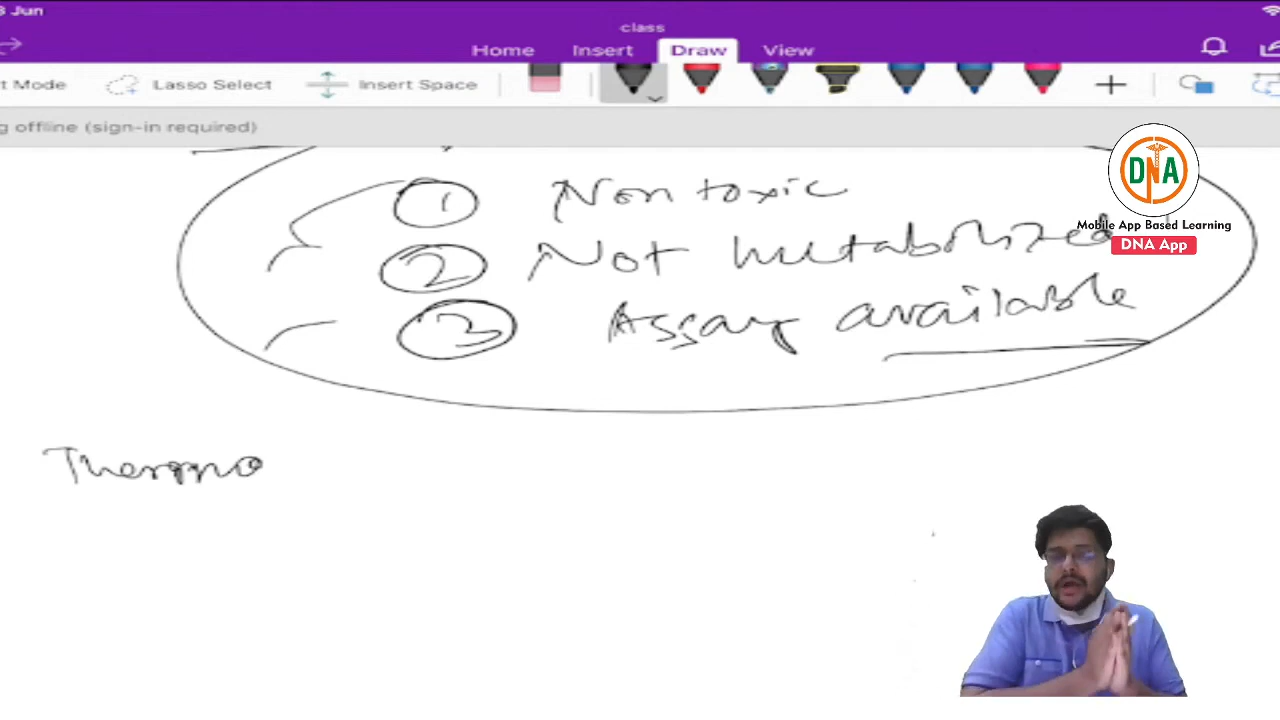 3 Jun
class
Home Insert Draw View
t Mode Lasso Select Insert Space
g offline (sign-in required)
DNA
Mobile App Based Learning
DNA App
1 Non toxic
2 Not metabolized
3 Assay available
Thermo